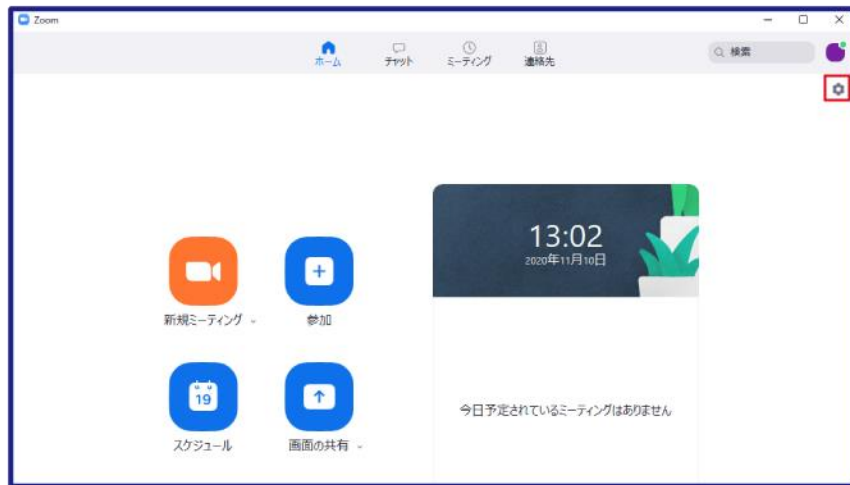 Zoom
ホーム
チャット
ミーティング
連絡先
検索
13:02
2020年11月10日
新規ミーティング
参加
19
スケジュール
画面の共有
今日予定されているミーティングはありません